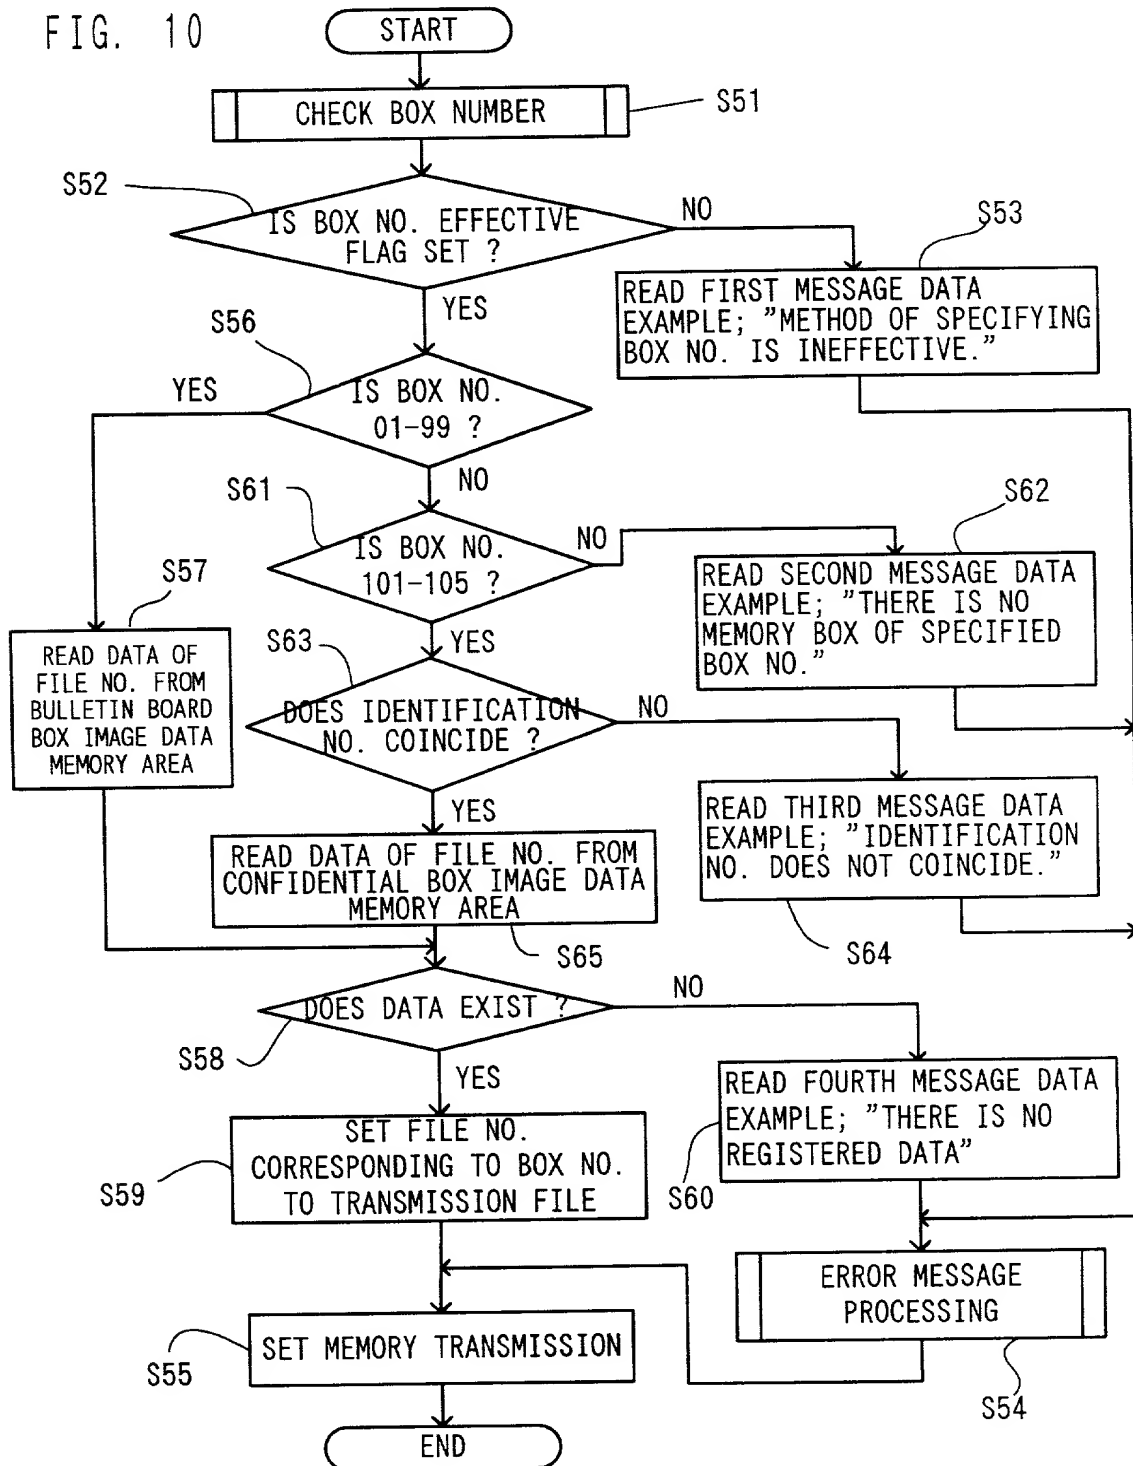 FIG. 10
START
CHECK BOX NUMBER
S51
S52
IS BOX NO. EFFECTIVE
FLAG SET ?
NO
S53
READ FIRST MESSAGE DATA
EXAMPLE; "METHOD OF SPECIFYING
BOX NO. IS INEFFECTIVE."
YES
S56
YES
IS BOX NO.
01-99 ?
NO
S61
IS BOX NO.
101-105 ?
NO
S62
READ SECOND MESSAGE DATA
EXAMPLE; "THERE IS NO
MEMORY BOX OF SPECIFIED
BOX NO."
S57
READ DATA OF
FILE NO. FROM
BULLETIN BOARD
BOX IMAGE DATA
MEMORY AREA
YES
S63
DOES IDENTIFICATION
NO. COINCIDE ?
NO
READ THIRD MESSAGE DATA
EXAMPLE; "IDENTIFICATION
NO. DOES NOT COINCIDE."
S64
YES
READ DATA OF FILE NO. FROM
CONFIDENTIAL BOX IMAGE DATA
MEMORY AREA
S65
DOES DATA EXIST ?
S58
NO
READ FOURTH MESSAGE DATA
EXAMPLE; "THERE IS NO
REGISTERED DATA"
S60
YES
SET FILE NO.
CORRESPONDING TO BOX NO.
TO TRANSMISSION FILE
S59
ERROR MESSAGE
PROCESSING
S54
SET MEMORY TRANSMISSION
S55
END